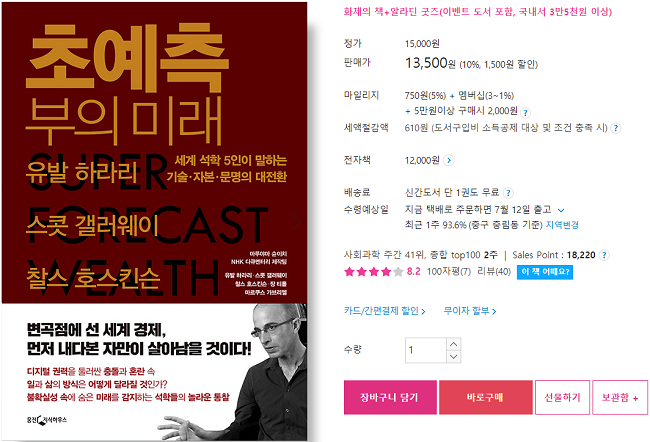 초예측
부의 미래
SUPER
FORECAST
WEALTH
유발 하라리
스콧 갤러웨이
찰스 호스킨슨
세계 석학 5인이 말하는
기술·자본·문명의 대전환
마루야마 슌이치
NHK 다큐멘터리 제작팀
유발 하라리·스콧 갤러웨이
찰스 호스킨슨·장 티롤
마르쿠스 가브리엘
변곡점에 선 세계 경제,
먼저 내다본 자만이 살아남을 것이다!
디지털 권력을 둘러싼 충돌과 혼란 속
일과 삶의 방식은 어떻게 달라질 것인가?
불확실성 속에 숨은 미래를 감지하는 석학들의 놀라운 통찰
웅진 지식하우스
화제의 책+알라딘 굿즈(이벤트 도서 포함, 국내서 3만5천원 이상)
정가 15,000원
판매가 13,500원 (10%, 1,500원 할인)
마일리지 750원(5%) + 멤버십(3~1%)
+ 5만원이상 구매시 2,000원 ?
세액절감액 610원 (도서구입비 소득공제 대상 및 조건 충족 시) ?
전자책 12,000원
배송료 신간도서 단 1권도 무료 ?
수령예상일 지금 택배로 주문하면 7월 12일 출고
최근 1주 93.6% (중구 중림동 기준) 지역변경
사회과학 주간 41위, 종합 top100 2주 | Sales Point : 18,220 ?
8.2 100자평(7) 리뷰(40) 이 책 어때요?
카드/간편결제 할인 > 무이자 할부 >
수량 1
장바구니 담기 바로구매 선물하기 보관함 +